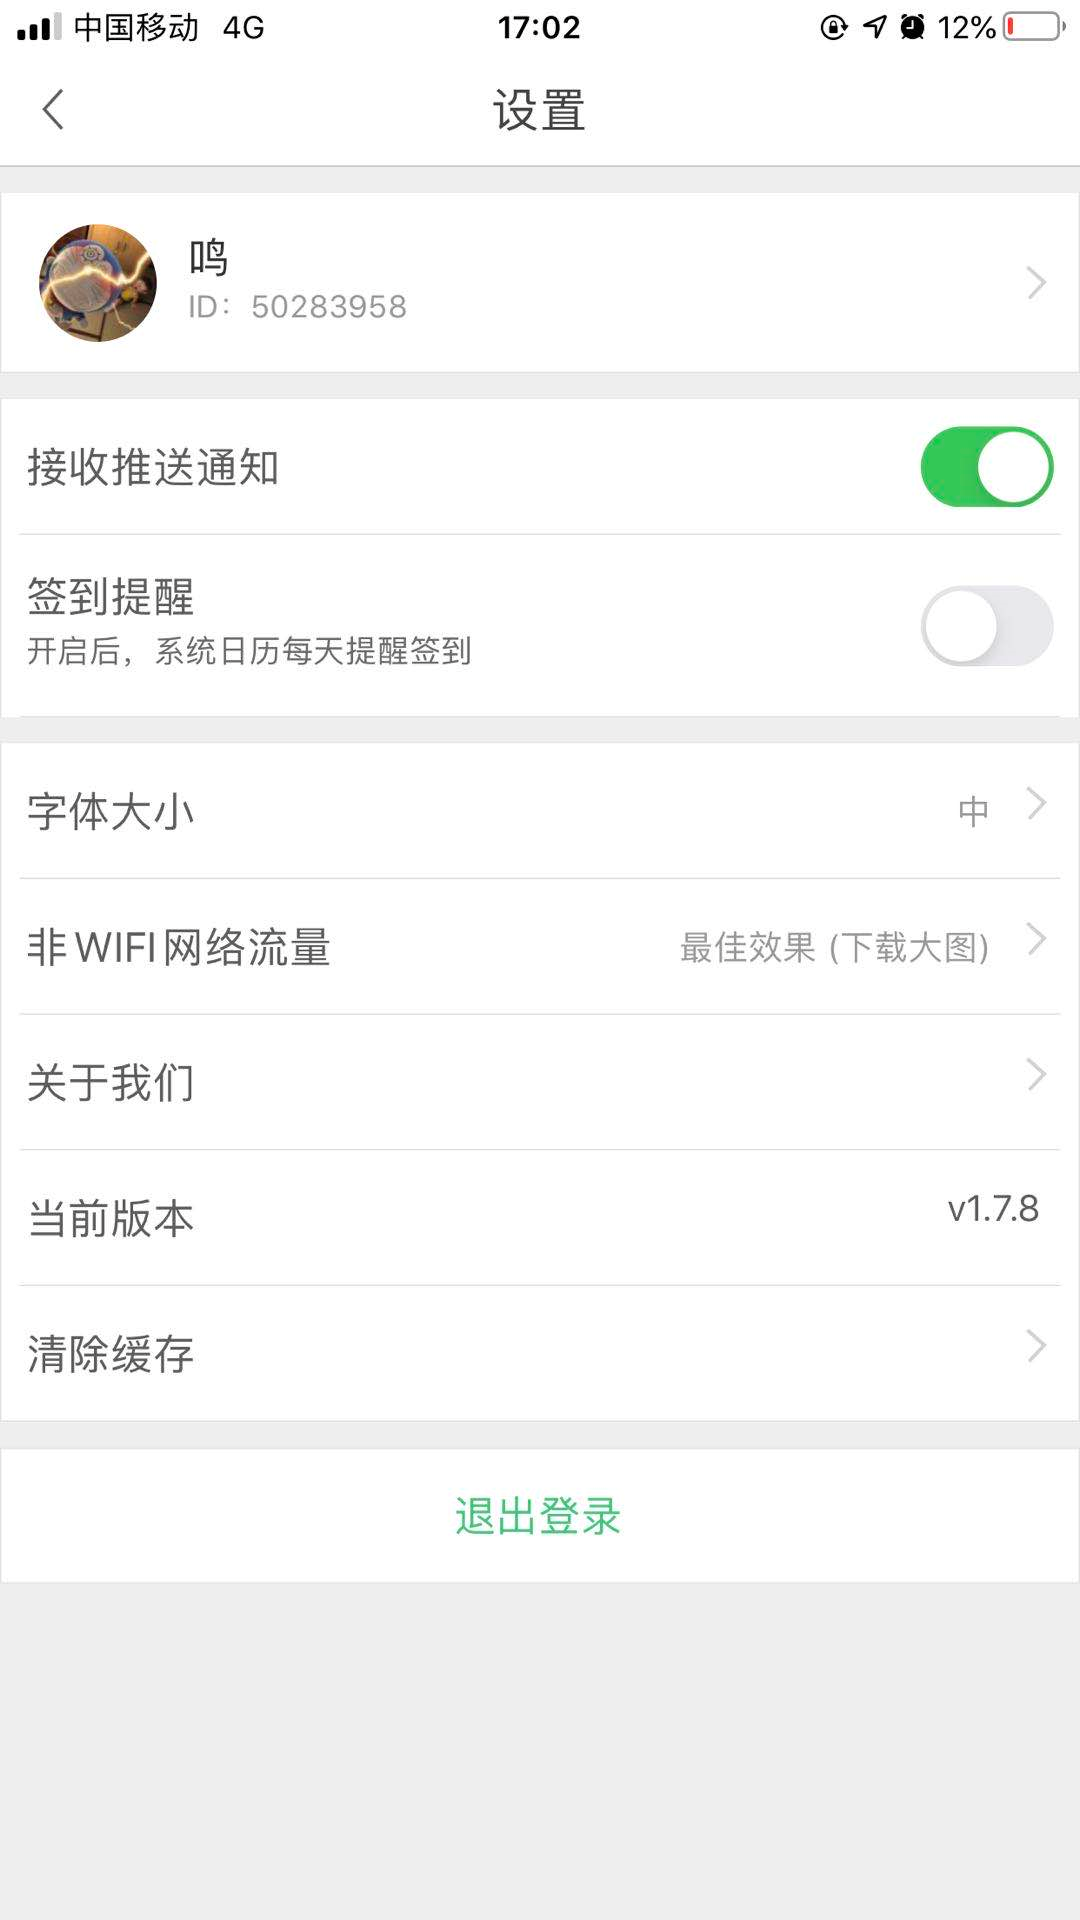 中国移动 4G 17:02 12%
设置
鸣
ID：50283958
接收推送通知
签到提醒
开启后，系统日历每天提醒签到
字体大小 中
非WIFI网络流量 最佳效果 (下载大图)
关于我们
当前版本 v1.7.8
清除缓存
退出登录